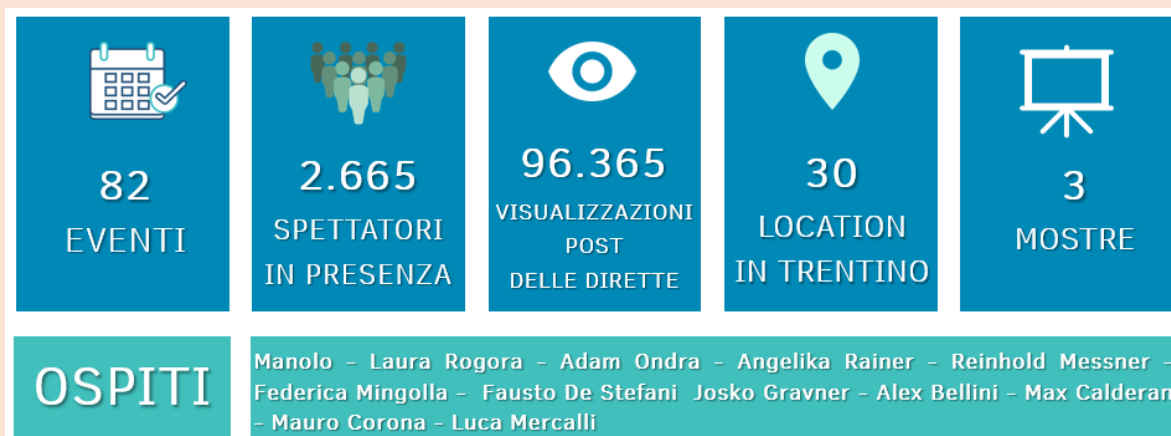 82
EVENTI
2.665
SPETTATORI
IN PRESENZA
96.365
VISUALIZZAZIONI
POST
DELLE DIRETTE
30
LOCATION
IN TRENTINO
3
MOSTRE
OSPITI
Manolo – Laura Rogora – Adam Ondra – Angelika Rainer – Reinhold Messner –
Federica Mingolla – Fausto De Stefani Josko Gravner – Alex Bellini – Max Calderan
– Mauro Corona – Luca Mercalli